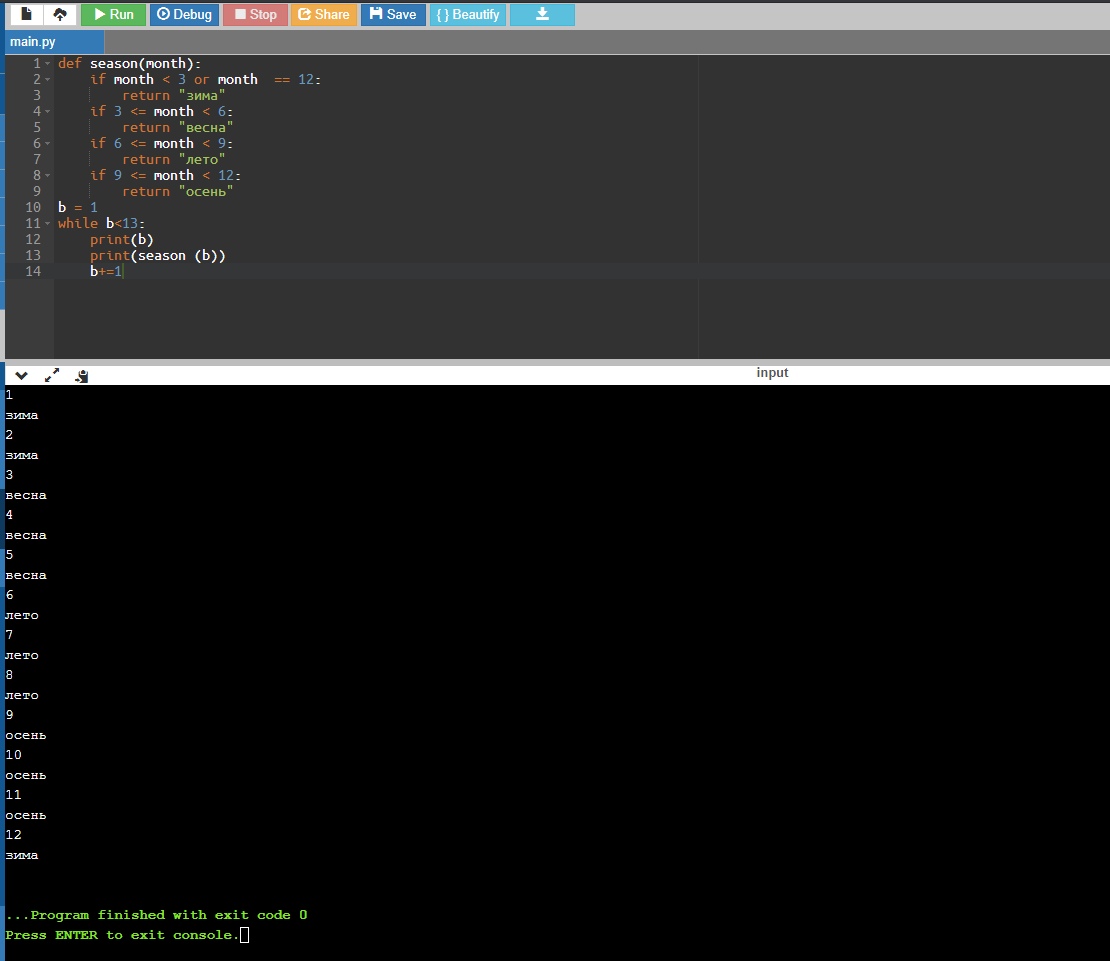 Run Debug Stop Share Save { } Beautify
main.py
1 def season(month):
2     if month < 3 or month  == 12:
3         return "зима"
4     if 3 <= month < 6:
5         return "весна"
6     if 6 <= month < 9:
7         return "лето"
8     if 9 <= month < 12:
9         return "осень"
10 b = 1
11 while b<13:
12     print(b)
13     print(season (b))
14     b+=1
input
1
зима
2
зима
3
весна
4
весна
5
весна
6
лето
7
лето
8
лето
9
осень
10
осень
11
осень
12
зима
...Program finished with exit code 0
Press ENTER to exit console.